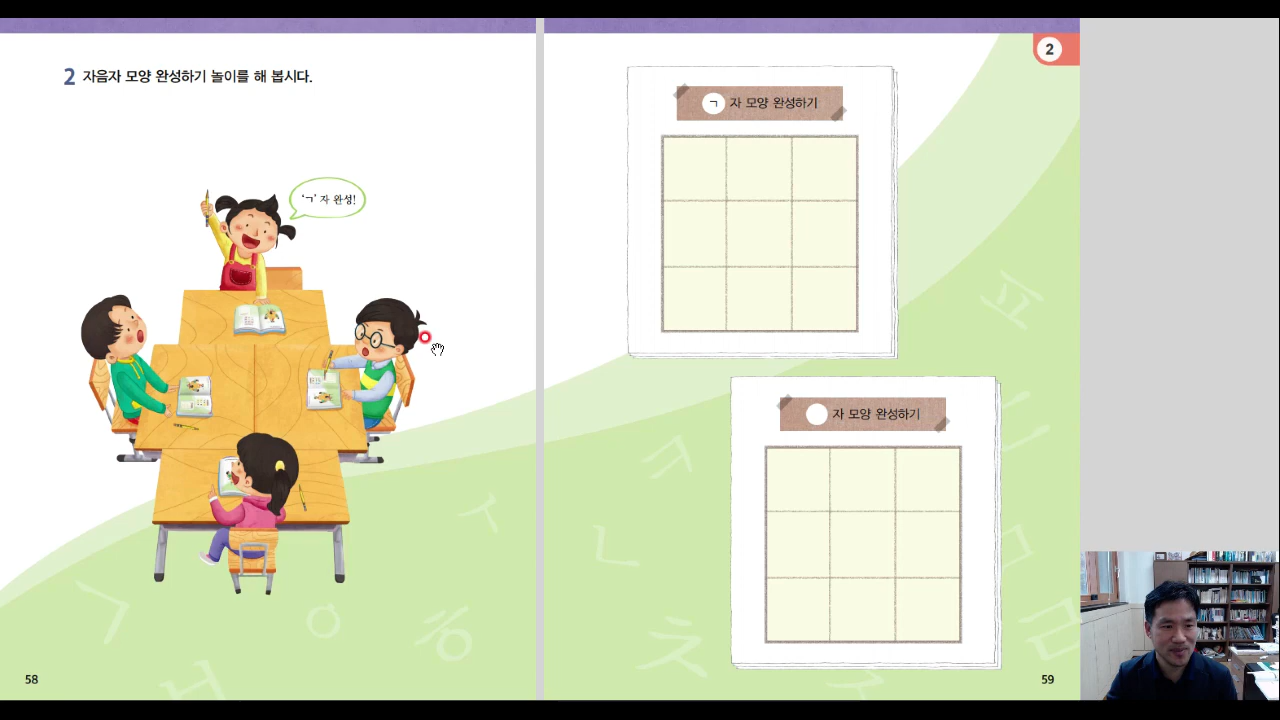 2 자음자 모양 완성하기 놀이를 해 봅시다.
‘ㄱ’ 자 완성!
58
2
ㄱ 자 모양 완성하기
자 모양 완성하기
59